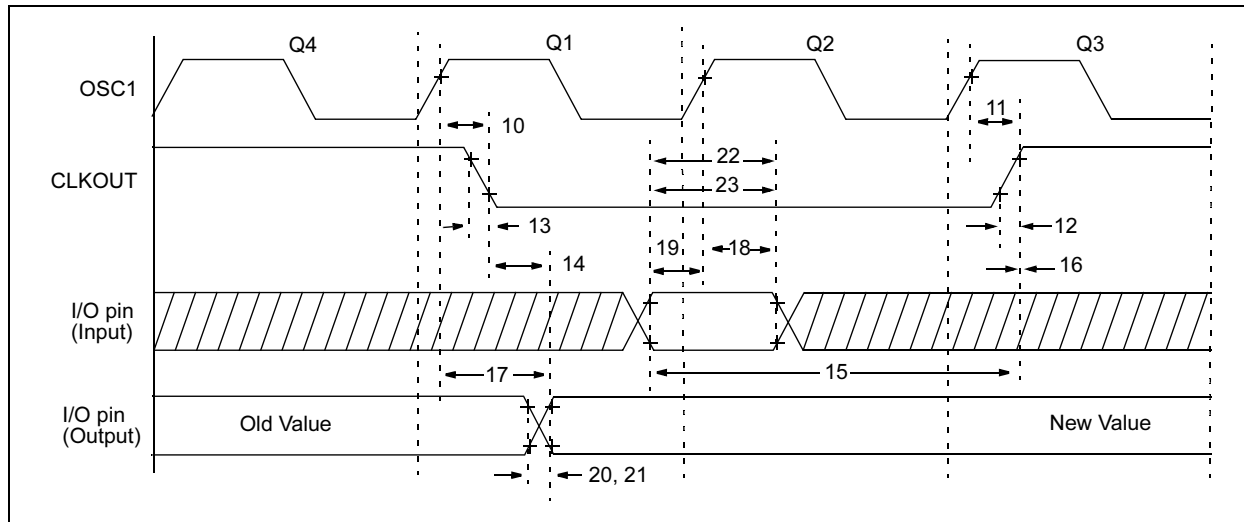 Q4
Q1
Q2
Q3
OSC1
10
11
22
CLKOUT
23
13
12
19
18
14
16
I/O pin
(Input)
17
15
I/O pin
(Output)
Old Value
New Value
20, 21